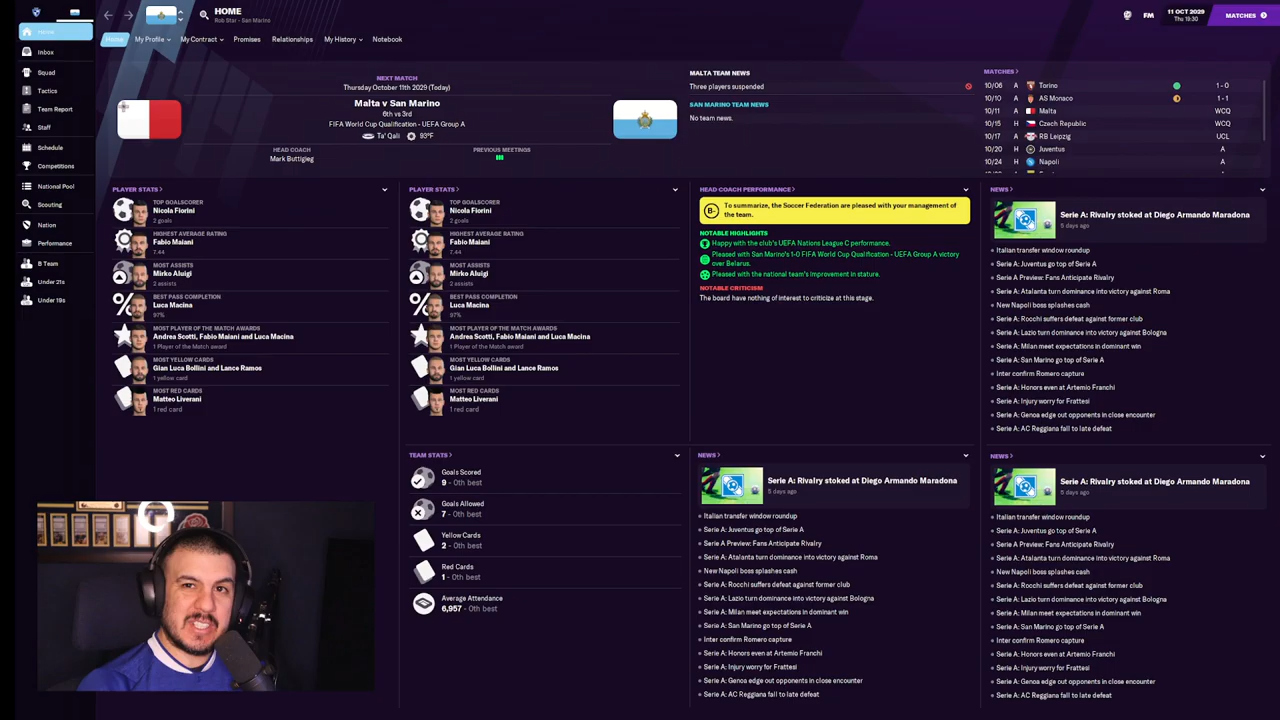 HOME
Rob Star - San Marino
11 OCT 2029
Thu 19:30
FM
MATCHES
Home
My Profile
My Contract
Promises
Relationships
My History
Notebook
Home
Inbox
Squad
Tactics
Team Report
Staff
Schedule
Competitions
National Pool
Scouting
Nation
Performance
B Team
Under 21s
Under 19s
NEXT MATCH
Thursday October 11th 2029 (Today)
Malta v San Marino
6th vs 3rd
FIFA World Cup Qualification - UEFA Group A
Ta' Qali
93°F
HEAD COACH
Mark Buttigieg
PREVIOUS MEETINGS
MALTA TEAM NEWS
Three players suspended
SAN MARINO TEAM NEWS
No team news.
MATCHES
10/06 A Torino 1 - 0
10/10 A AS Monaco 1 - 1
10/11 A Malta WCQ
10/15 H Czech Republic WCQ
10/17 A RB Leipzig UCL
10/20 H Juventus A
10/24 H Napoli A
PLAYER STATS
TOP GOALSCORER
Nicola Fiorini
2 goals
HIGHEST AVERAGE RATING
Fabio Maiani
7.44
MOST ASSISTS
Mirko Aluigi
2 assists
BEST PASS COMPLETION
Luca Macina
97%
MOST PLAYER OF THE MATCH AWARDS
Andrea Scotti, Fabio Maiani and Luca Macina
1 Player of the Match award
MOST YELLOW CARDS
Gian Luca Bollini and Lance Ramos
1 yellow card
MOST RED CARDS
Matteo Liverani
1 red card
PLAYER STATS
TOP GOALSCORER
Nicola Fiorini
2 goals
HIGHEST AVERAGE RATING
Fabio Maiani
7.44
MOST ASSISTS
Mirko Aluigi
2 assists
BEST PASS COMPLETION
Luca Macina
97%
MOST PLAYER OF THE MATCH AWARDS
Andrea Scotti, Fabio Maiani and Luca Macina
1 Player of the Match award
MOST YELLOW CARDS
Gian Luca Bollini and Lance Ramos
1 yellow card
MOST RED CARDS
Matteo Liverani
1 red card
HEAD COACH PERFORMANCE
B-
To summarize, the Soccer Federation are pleased with your management of
the team.
NOTABLE HIGHLIGHTS
Happy with the club's UEFA Nations League C performance.
Pleased with San Marino's 1-0 FIFA World Cup Qualification - UEFA Group A victory
over Belarus.
Pleased with the national team's improvement in stature.
NOTABLE CRITICISM
The board have nothing of interest to criticize at this stage.
NEWS
Serie A: Rivalry stoked at Diego Armando Maradona
5 days ago
Italian transfer window roundup
Serie A: Juventus go top of Serie A
Serie A Preview: Fans Anticipate Rivalry
Serie A: Atalanta turn dominance into victory against Roma
New Napoli boss splashes cash
Serie A: Rocchi suffers defeat against former club
Serie A: Lazio turn dominance into victory against Bologna
Serie A: Milan meet expectations in dominant win
Serie A: San Marino go top of Serie A
Inter confirm Romero capture
Serie A: Honors even at Artemio Franchi
Serie A: Injury worry for Frattesi
Serie A: Genoa edge out opponents in close encounter
Serie A: AC Reggiana fall to late defeat
TEAM STATS
Goals Scored
9 - 0th best
Goals Allowed
7 - 0th best
Yellow Cards
2 - 0th best
Red Cards
1 - 0th best
Average Attendance
6,957 - 0th best
NEWS
Serie A: Rivalry stoked at Diego Armando Maradona
5 days ago
Italian transfer window roundup
Serie A: Juventus go top of Serie A
Serie A Preview: Fans Anticipate Rivalry
Serie A: Atalanta turn dominance into victory against Roma
New Napoli boss splashes cash
Serie A: Rocchi suffers defeat against former club
Serie A: Lazio turn dominance into victory against Bologna
Serie A: Milan meet expectations in dominant win
Serie A: San Marino go top of Serie A
Inter confirm Romero capture
Serie A: Honors even at Artemio Franchi
Serie A: Injury worry for Frattesi
Serie A: Genoa edge out opponents in close encounter
Serie A: AC Reggiana fall to late defeat
NEWS
Serie A: Rivalry stoked at Diego Armando Maradona
5 days ago
Italian transfer window roundup
Serie A: Juventus go top of Serie A
Serie A Preview: Fans Anticipate Rivalry
Serie A: Atalanta turn dominance into victory against Roma
New Napoli boss splashes cash
Serie A: Rocchi suffers defeat against former club
Serie A: Lazio turn dominance into victory against Bologna
Serie A: Milan meet expectations in dominant win
Serie A: San Marino go top of Serie A
Inter confirm Romero capture
Serie A: Honors even at Artemio Franchi
Serie A: Injury worry for Frattesi
Serie A: Genoa edge out opponents in close encounter
Serie A: AC Reggiana fall to late defeat